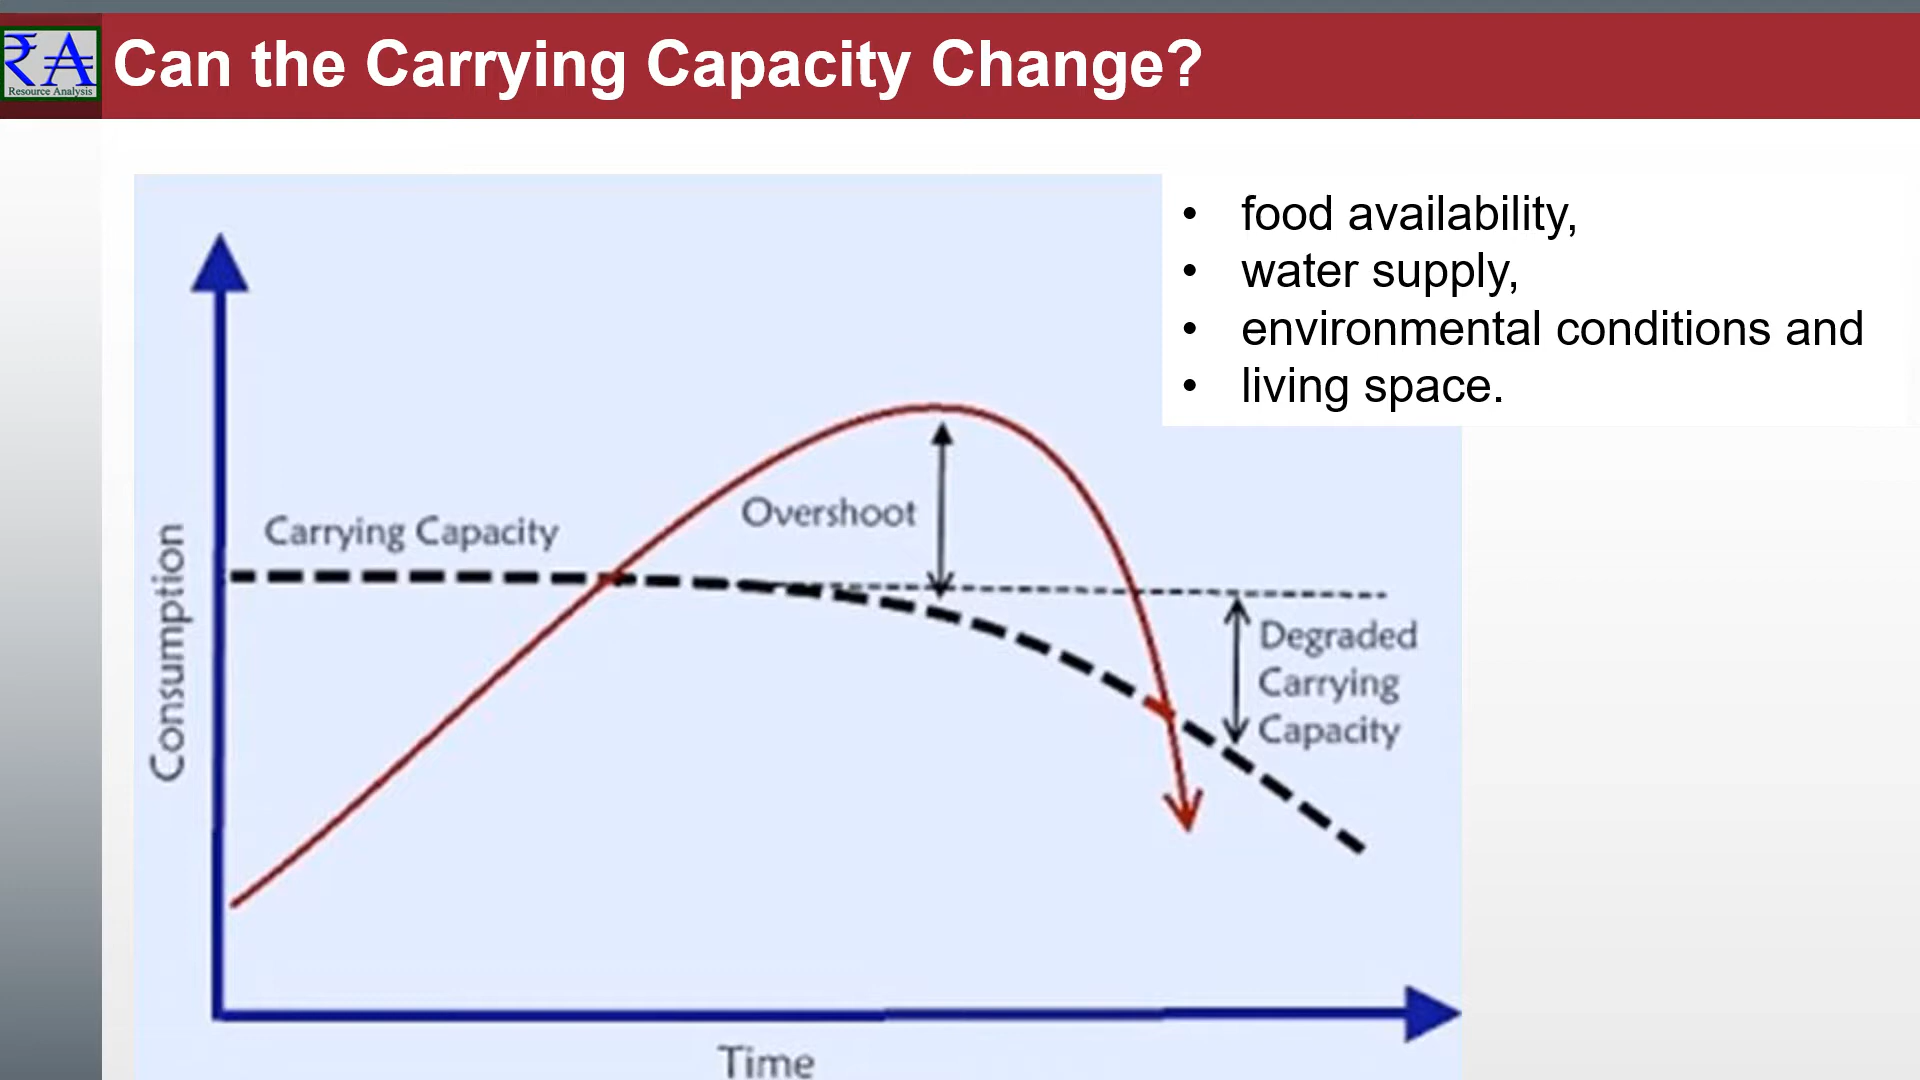 ₹A
Resource Analysis
Can the Carrying Capacity Change?
• food availability,
• water supply,
• environmental conditions and
• living space.
Carrying Capacity
Overshoot
Degraded
Carrying
Capacity
Consumption
Time